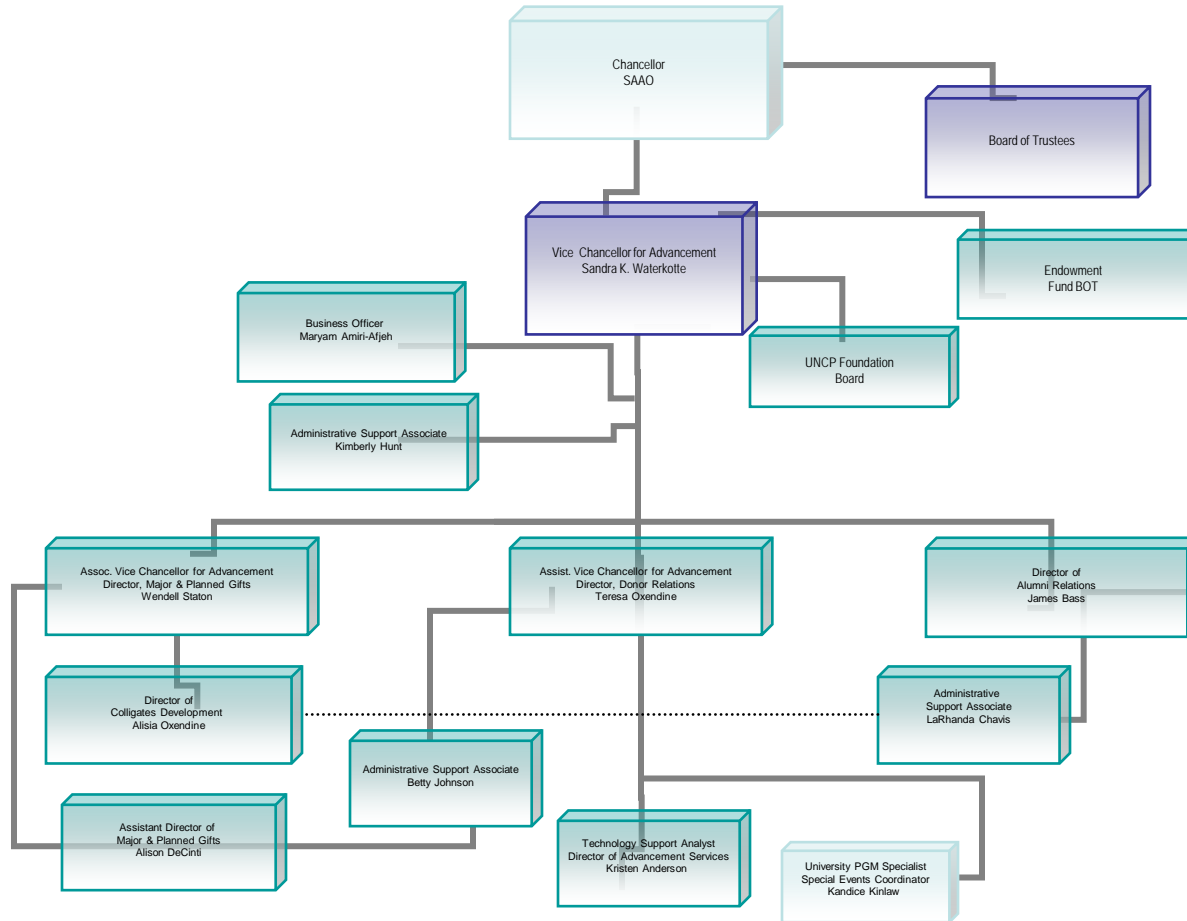 Chancellor
SAAO
Board of Trustees
Vice Chancellor for Advancement
Sandra K. Waterkotte
Endowment
Fund BOT
Business Officer
Maryam Amiri-Afjeh
UNCP Foundation
Board
Administrative Support Associate
Kimberly Hunt
Assoc. Vice Chancellor for Advancement
Director, Major & Planned Gifts
Wendell Staton
Assist. Vice Chancellor for Advancement
Director, Donor Relations
Teresa Oxendine
Director of
Alumni Relations
James Bass
Director of
Colligates Development
Alisia Oxendine
Administrative
Support Associate
LaRhanda Chavis
Administrative Support Associate
Betty Johnson
Assistant Director of
Major & Planned Gifts
Alison DeCinti
Technology Support Analyst
Director of Advancement Services
Kristen Anderson
University PGM Specialist
Special Events Coordinator
Kandice Kinlaw